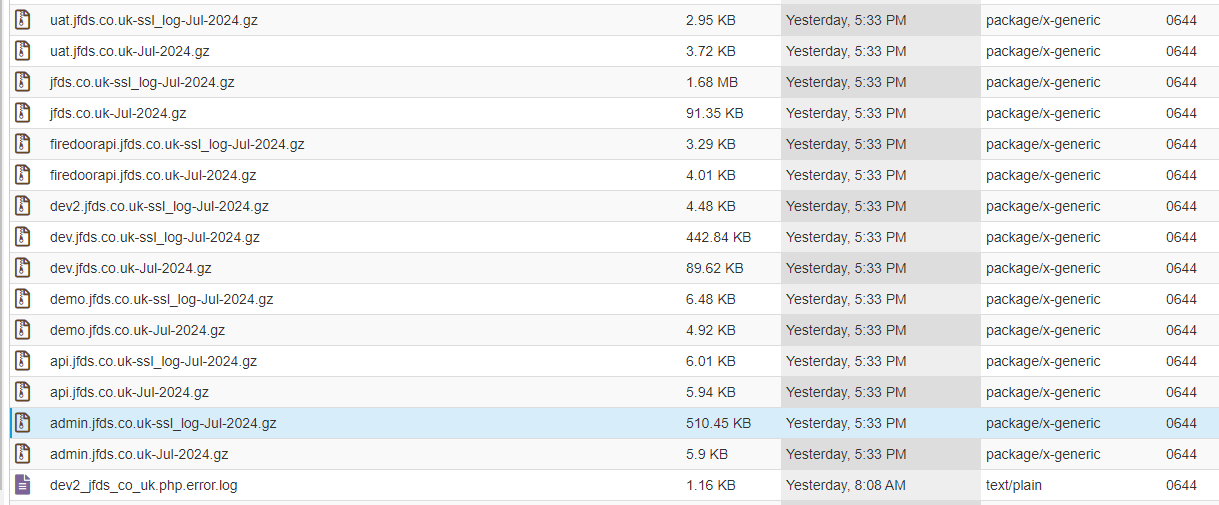 uat.jfds.co.uk-ssl_log-Jul-2024.gz 2.95 KB Yesterday, 5:33 PM package/x-generic 0644
uat.jfds.co.uk-Jul-2024.gz 3.72 KB Yesterday, 5:33 PM package/x-generic 0644
jfds.co.uk-ssl_log-Jul-2024.gz 1.68 MB Yesterday, 5:33 PM package/x-generic 0644
jfds.co.uk-Jul-2024.gz 91.35 KB Yesterday, 5:33 PM package/x-generic 0644
firedoorapi.jfds.co.uk-ssl_log-Jul-2024.gz 3.29 KB Yesterday, 5:33 PM package/x-generic 0644
firedoorapi.jfds.co.uk-Jul-2024.gz 4.01 KB Yesterday, 5:33 PM package/x-generic 0644
dev2.jfds.co.uk-ssl_log-Jul-2024.gz 4.48 KB Yesterday, 5:33 PM package/x-generic 0644
dev.jfds.co.uk-ssl_log-Jul-2024.gz 442.84 KB Yesterday, 5:33 PM package/x-generic 0644
dev.jfds.co.uk-Jul-2024.gz 89.62 KB Yesterday, 5:33 PM package/x-generic 0644
demo.jfds.co.uk-ssl_log-Jul-2024.gz 6.48 KB Yesterday, 5:33 PM package/x-generic 0644
demo.jfds.co.uk-Jul-2024.gz 4.92 KB Yesterday, 5:33 PM package/x-generic 0644
api.jfds.co.uk-ssl_log-Jul-2024.gz 6.01 KB Yesterday, 5:33 PM package/x-generic 0644
api.jfds.co.uk-Jul-2024.gz 5.94 KB Yesterday, 5:33 PM package/x-generic 0644
admin.jfds.co.uk-ssl_log-Jul-2024.gz 510.45 KB Yesterday, 5:33 PM package/x-generic 0644
admin.jfds.co.uk-Jul-2024.gz 5.9 KB Yesterday, 5:33 PM package/x-generic 0644
dev2_jfds_co_uk.php.error.log 1.16 KB Yesterday, 8:08 AM text/plain 0644